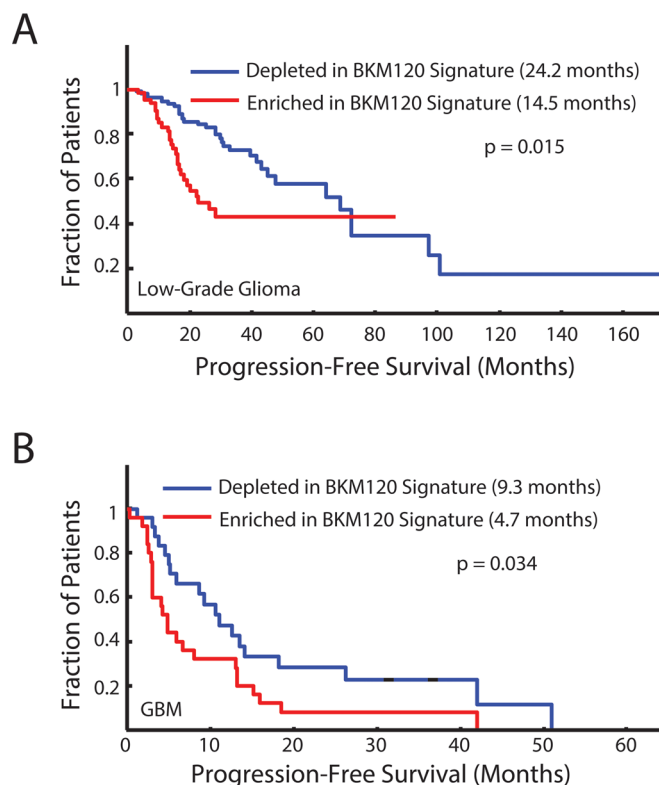 A
Depleted in BKM120 Signature (24.2 months)
Enriched in BKM120 Signature (14.5 months)
p = 0.015
Fraction of Patients
1
0.8
0.6
0.4
0.2
Low-Grade Glioma
0 20 40 60 80 100 120 140 160
Progression-Free Survival (Months)
B
Depleted in BKM120 Signature (9.3 months)
Enriched in BKM120 Signature (4.7 months)
p = 0.034
Fraction of Patients
1
0.8
0.6
0.4
0.2
GBM
0 10 20 30 40 50 60
Progression-Free Survival (Months)